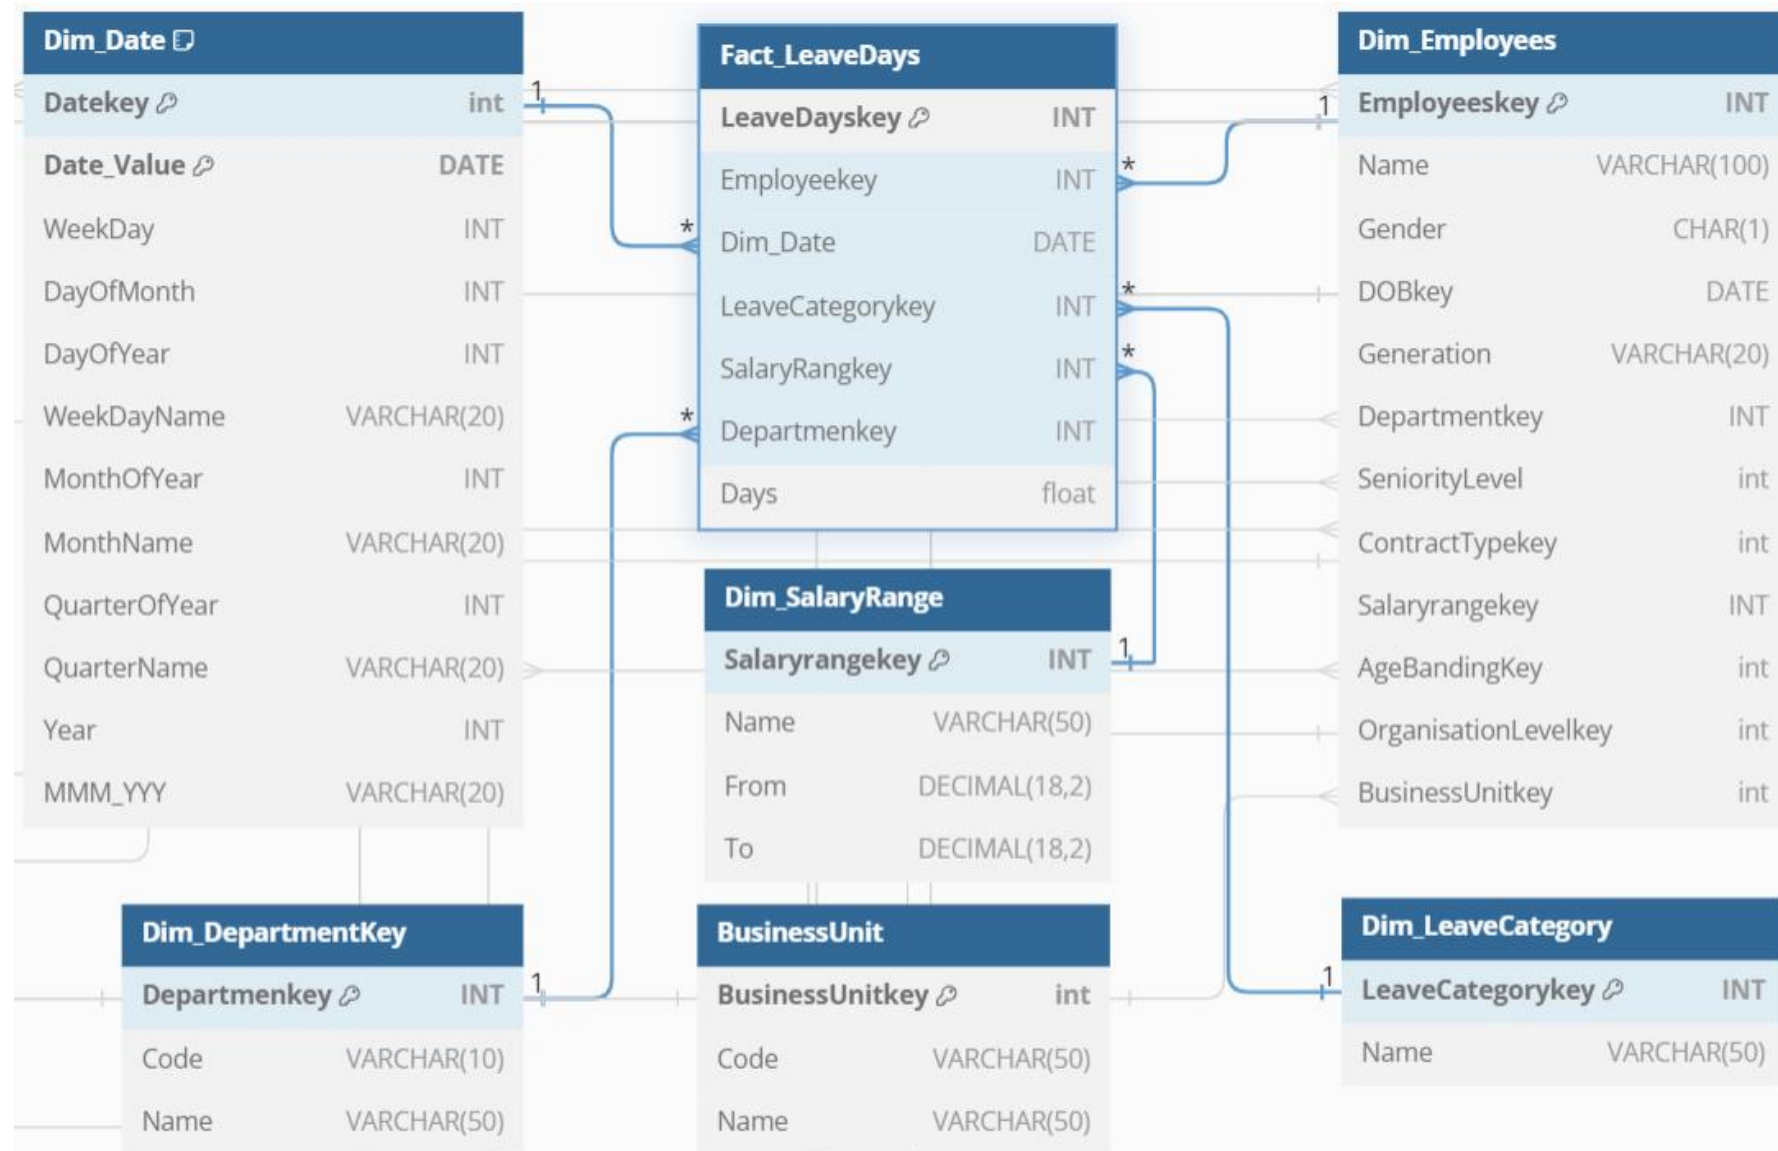 Dim_Date
Datekey int
Date_Value DATE
WeekDay INT
DayOfMonth INT
DayOfYear INT
WeekDayName VARCHAR(20)
MonthOfYear INT
MonthName VARCHAR(20)
QuarterOfYear INT
QuarterName VARCHAR(20)
Year INT
MMM_YYY VARCHAR(20)
1
*
*
Fact_LeaveDays
LeaveDayskey INT
Employeekey INT
Dim_Date DATE
LeaveCategorykey INT
SalaryRangkey INT
Departmenkey INT
Days float
*
*
*
1
Dim_Employees
Employeeskey INT
Name VARCHAR(100)
Gender CHAR(1)
DOBkey DATE
Generation VARCHAR(20)
Departmentkey INT
SeniorityLevel int
ContractTypekey int
Salaryrangekey INT
AgeBandingKey int
OrganisationLevelkey int
BusinessUnitkey int
Dim_SalaryRange
Salaryrangekey INT
Name VARCHAR(50)
From DECIMAL(18,2)
To DECIMAL(18,2)
1
Dim_DepartmentKey
Departmenkey INT
Code VARCHAR(10)
Name VARCHAR(50)
1
BusinessUnit
BusinessUnitkey int
Code VARCHAR(50)
Name VARCHAR(50)
1
Dim_LeaveCategory
LeaveCategorykey INT
Name VARCHAR(50)